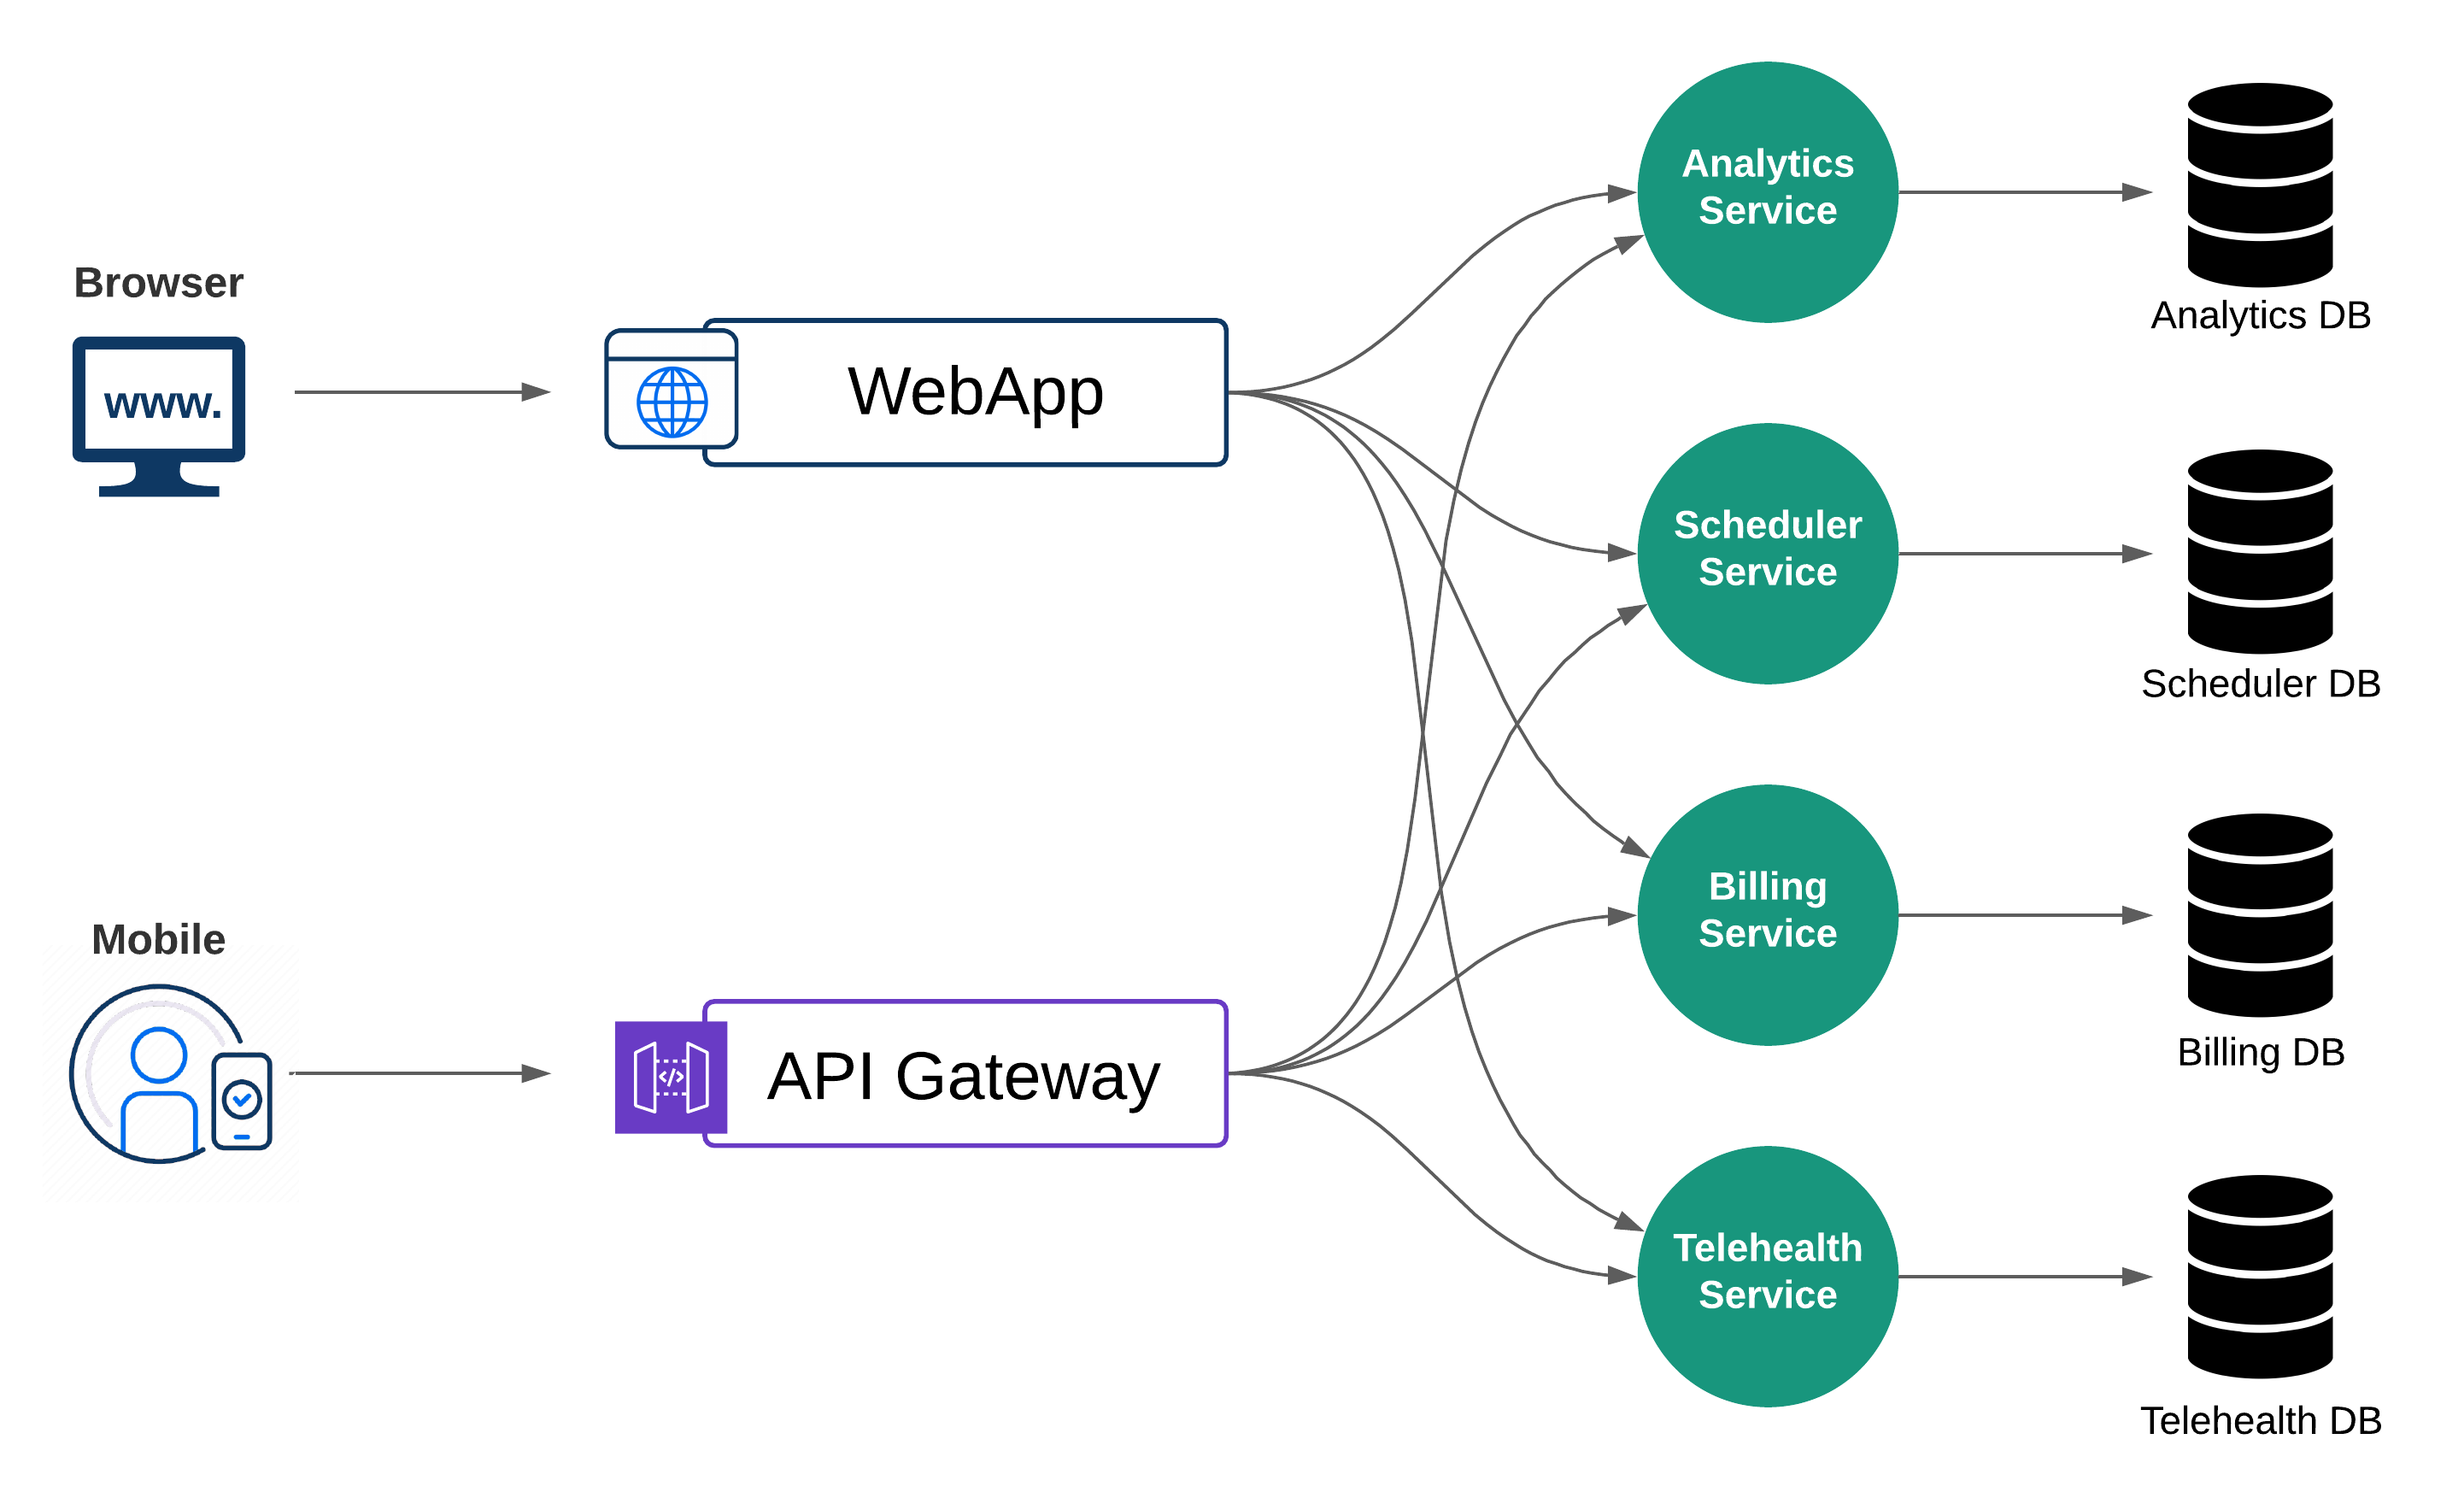 Browser
www.
WebApp
Mobile
</>
API Gateway
Analytics
Service
Scheduler
Service
Billing
Service
Telehealth
Service
Analytics DB
Scheduler DB
Billing DB
Telehealth DB